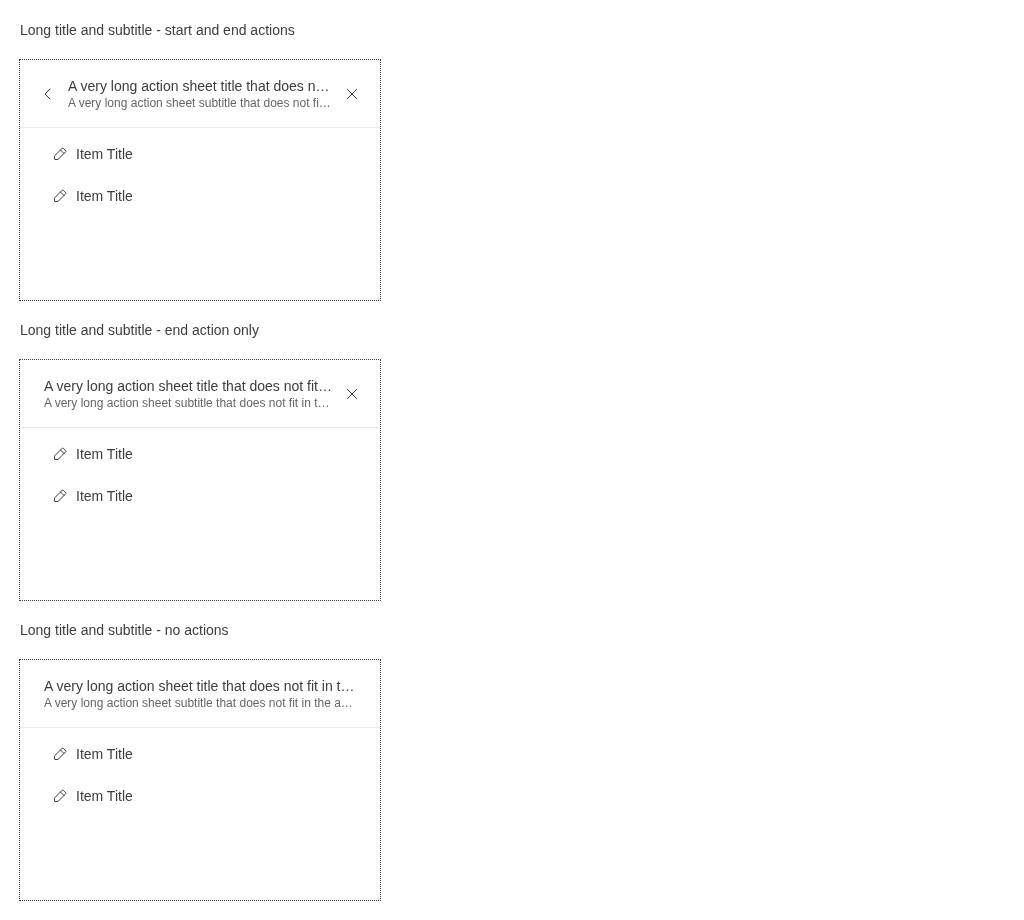 Long title and subtitle - start and end actions
A very long action sheet title that does n…
A very long action sheet subtitle that does not fi…
Item Title
Item Title
Long title and subtitle - end action only
A very long action sheet title that does not fit…
A very long action sheet subtitle that does not fit in t…
Item Title
Item Title
Long title and subtitle - no actions
A very long action sheet title that does not fit in t…
A very long action sheet subtitle that does not fit in the a…
Item Title
Item Title